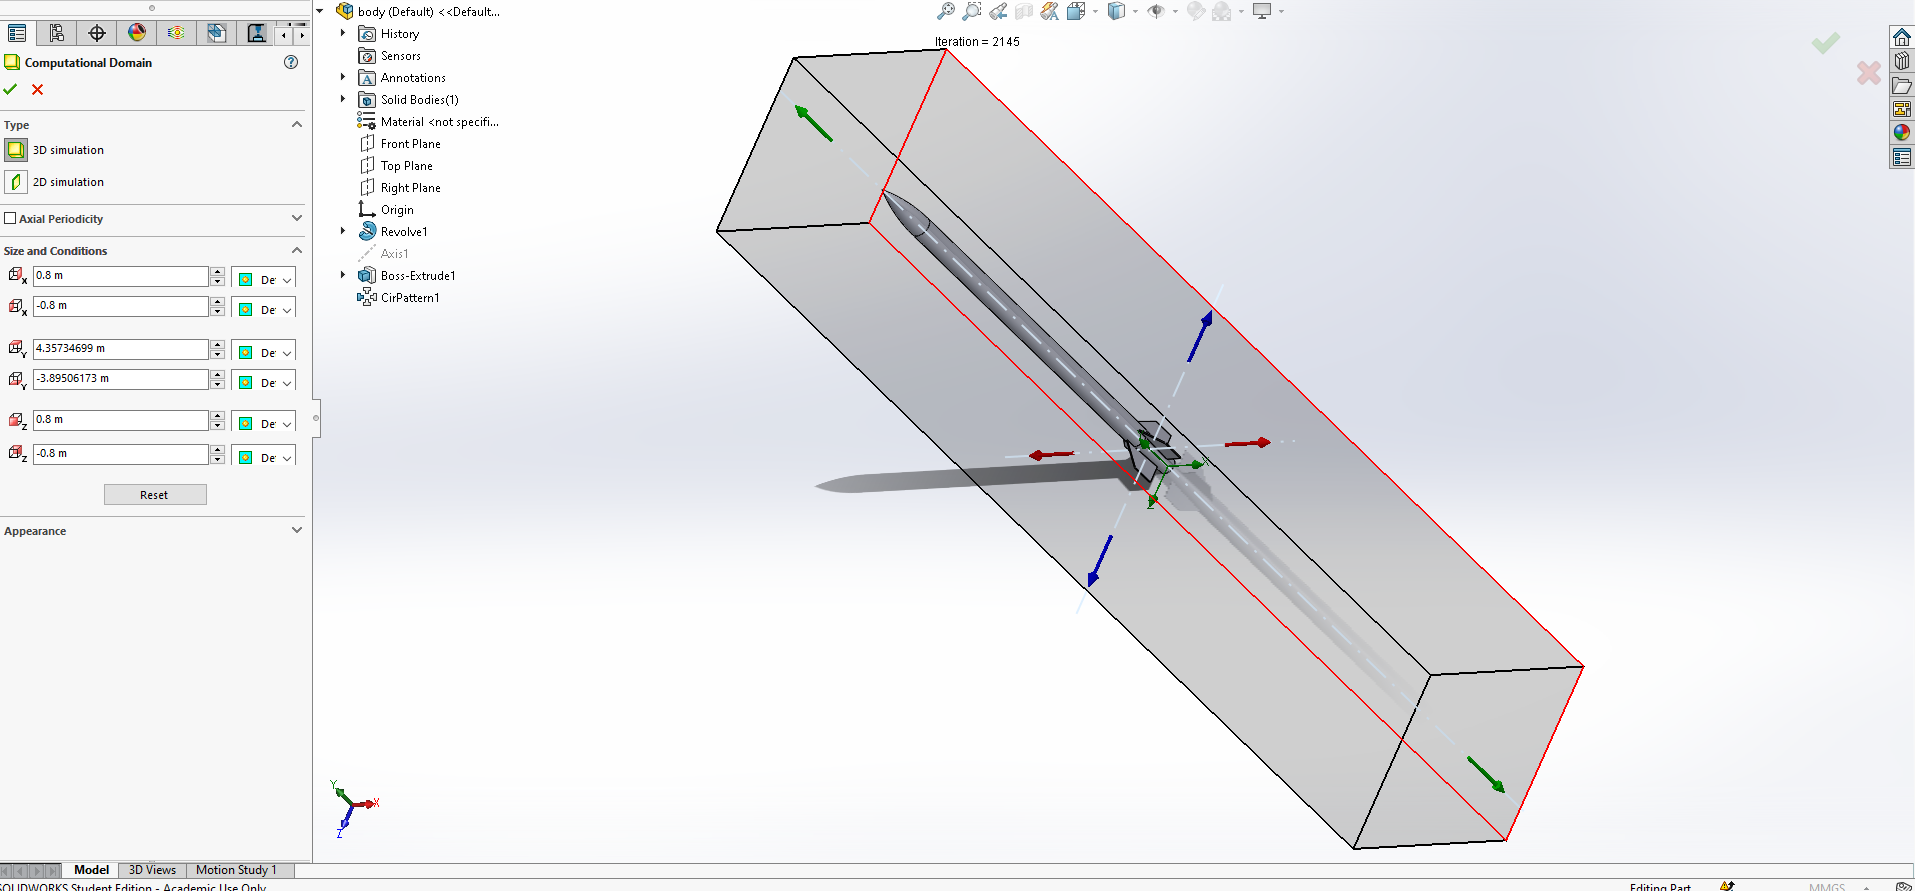 Computational Domain
Type
3D simulation
2D simulation
Axial Periodicity
Size and Conditions
X
0.8 m
De
X
-0.8 m
De
Y
4.35734699 m
De
Y
-3.89506173 m
De
Z
0.8 m
De
Z
-0.8 m
De
Reset
Appearance
body (Default) <<Default...
History
Sensors
A Annotations
Solid Bodies(1)
Material <not specifi...
Front Plane
Top Plane
Right Plane
Origin
Revolve1
Axis1
Boss-Extrude1
CirPattern1
Iteration = 2145
X
Z
Y
X
Z
Model
3D Views
Motion Study 1
SOLIDWORKS Student Edition - Academic Use Only
Editing Part
MMGS